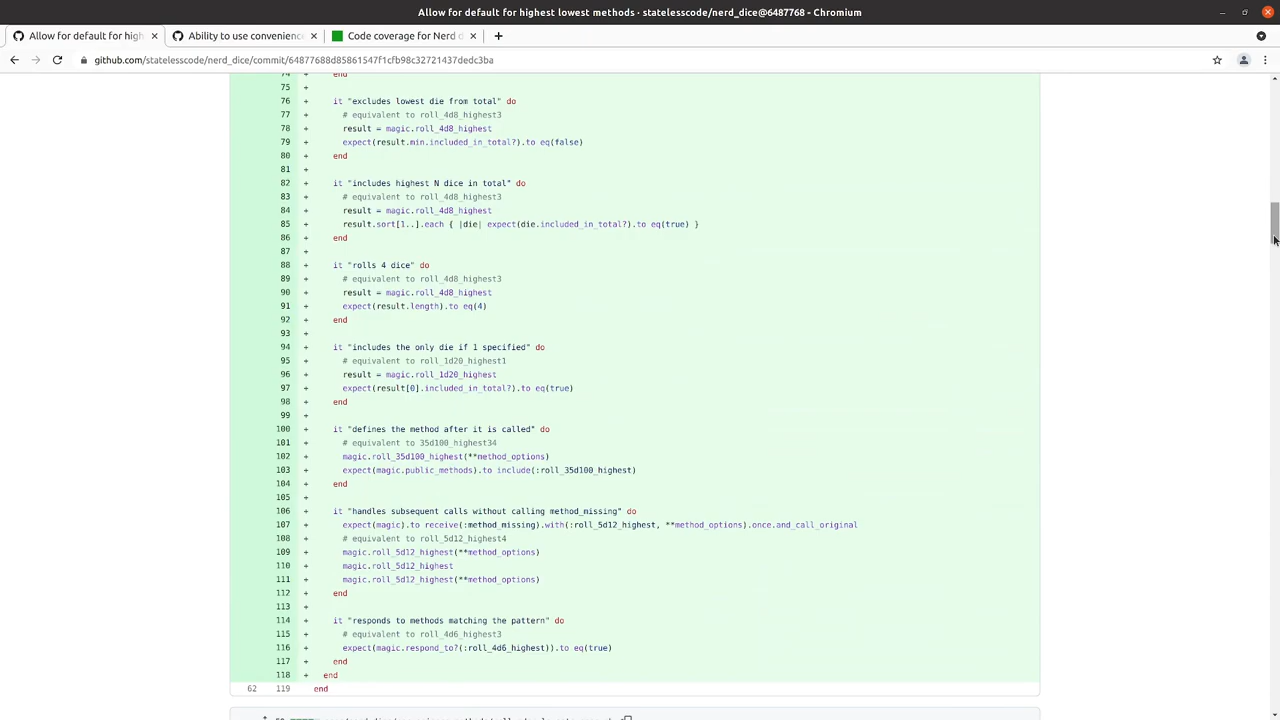 Allow for default for highest lowest methods · statelesscode/nerd_dice@6487768 - Chromium
Allow for default for high
Ability to use convenienc
Code coverage for Nerd d
github.com/statelesscode/nerd_dice/commit/64877688d85861547f1cfb98c32721437dedc3ba
74 + end
75 +
76 + it "excludes lowest die from total" do
77 + # equivalent to roll_4d8_highest3
78 + result = magic.roll_4d8_highest
79 + expect(result.min.included_in_total?).to eq(false)
80 + end
81 +
82 + it "includes highest N dice in total" do
83 + # equivalent to roll_4d8_highest3
84 + result = magic.roll_4d8_highest
85 + result.sort[1..].each { |die| expect(die.included_in_total?).to eq(true) }
86 + end
87 +
88 + it "rolls 4 dice" do
89 + # equivalent to roll_4d8_highest3
90 + result = magic.roll_4d8_highest
91 + expect(result.length).to eq(4)
92 + end
93 +
94 + it "includes the only die if 1 specified" do
95 + # equivalent to roll_1d20_highest1
96 + result = magic.roll_1d20_highest
97 + expect(result[0].included_in_total?).to eq(true)
98 + end
99 +
100 + it "defines the method after it is called" do
101 + # equivalent to 35d100_highest34
102 + magic.roll_35d100_highest(**method_options)
103 + expect(magic.public_methods).to include(:roll_35d100_highest)
104 + end
105 +
106 + it "handles subsequent calls without calling method_missing" do
107 + expect(magic).to receive(:method_missing).with(:roll_5d12_highest, **method_options).once.and_call_original
108 + # equivalent to roll_5d12_highest4
109 + magic.roll_5d12_highest(**method_options)
110 + magic.roll_5d12_highest
111 + magic.roll_5d12_highest(**method_options)
112 + end
113 +
114 + it "responds to methods matching the pattern" do
115 + # equivalent to roll_4d6_highest3
116 + expect(magic.respond_to?(:roll_4d6_highest)).to eq(true)
117 + end
118 + end
62 119 end